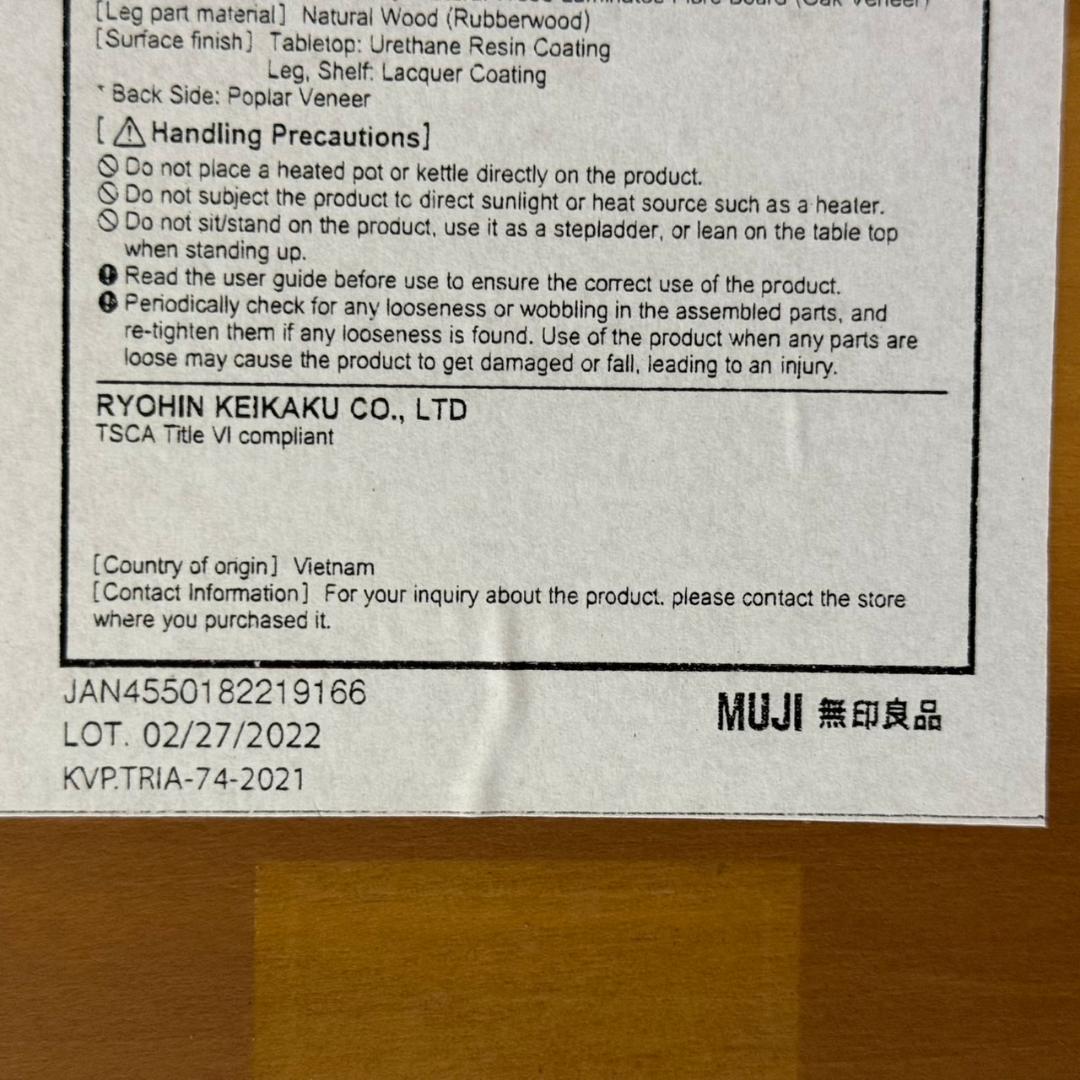 Fibre Board (Oak Veneer)
[Leg part material] Natural Wood (Rubberwood)
[Surface finish] Tabletop: Urethane Resin Coating
Leg, Shelf: Lacquer Coating
* Back Side: Poplar Veneer
[⚠Handling Precautions]
Do not place a heated pot or kettle directly on the product.
Do not subject the product to direct sunlight or heat source such as a heater.
Do not sit/stand on the product, use it as a stepladder, or lean on the table top
when standing up.
Read the user guide before use to ensure the correct use of the product.
Periodically check for any looseness or wobbling in the assembled parts, and
re-tighten them if any looseness is found. Use of the product when any parts are
loose may cause the product to get damaged or fall, leading to an injury.
RYOHIN KEIKAKU CO., LTD
TSCA Title VI compliant
[Country of origin] Vietnam
[Contact Information] For your inquiry about the product. please contact the store
where you purchased it.
JAN4550182219166
LOT. 02/27/2022
KVP.TRIA-74-2021
MUJI 無印良品